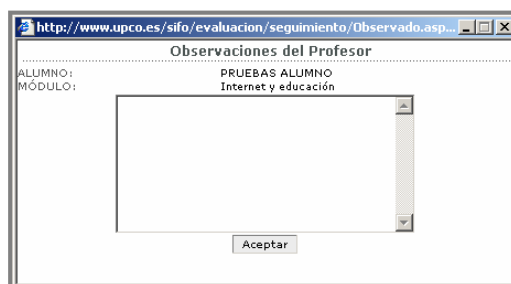 http://www.upco.es/sifo/evaluacion/seguimiento/Observado.asp...
Observaciones del Profesor
ALUMNO: PRUEBAS ALUMNO
MÓDULO: Internet y educación
Aceptar